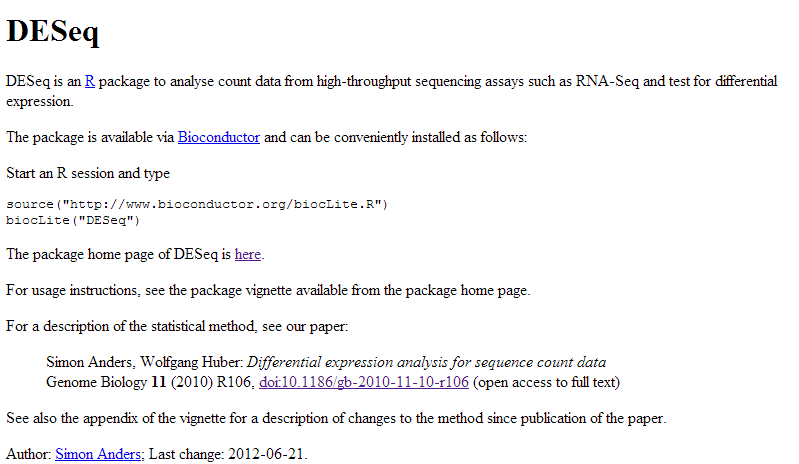 DESeq
DESeq is an R package to analyse count data from high-throughput sequencing assays such as RNA-Seq and test for differential
expression.
The package is available via Bioconductor and can be conveniently installed as follows:
Start an R session and type
source("http://www.bioconductor.org/biocLite.R")
biocLite("DESeq")
The package home page of DESeq is here.
For usage instructions, see the package vignette available from the package home page.
For a description of the statistical method, see our paper:
Simon Anders, Wolfgang Huber: Differential expression analysis for sequence count data
Genome Biology 11 (2010) R106, doi:10.1186/gb-2010-11-10-r106 (open access to full text)
See also the appendix of the vignette for a description of changes to the method since publication of the paper.
Author: Simon Anders; Last change: 2012-06-21.